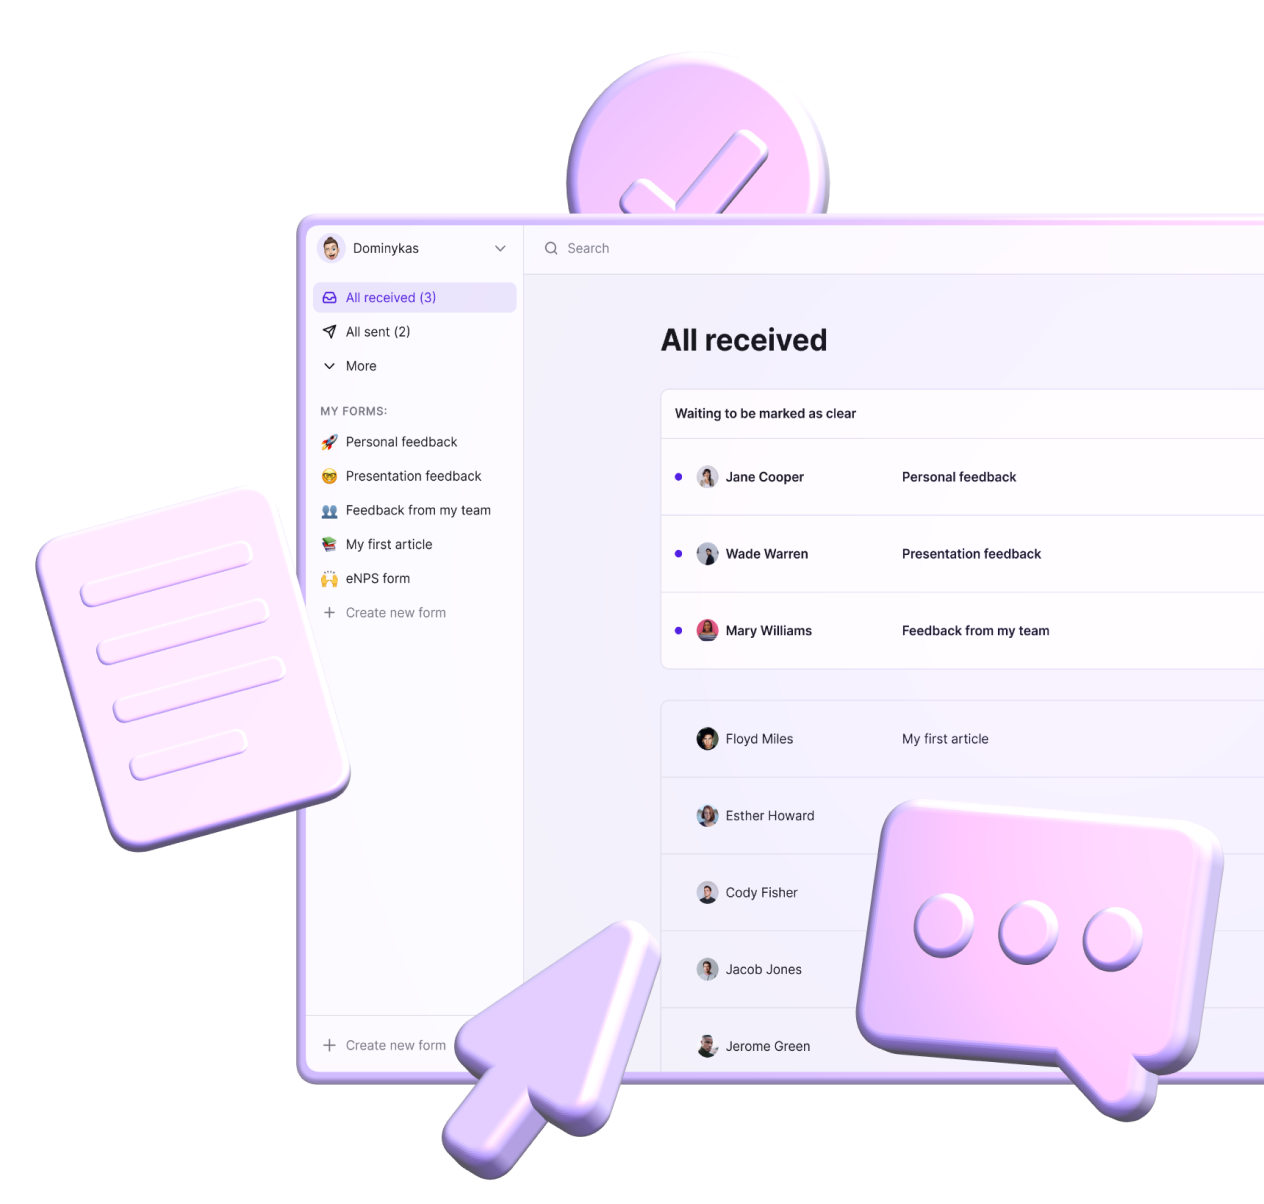 Dominykas
Search
All received (3)
All sent (2)
More
MY FORMS:
Personal feedback
Presentation feedback
Feedback from my team
My first article
eNPS form
Create new form
Create new form
All received
Waiting to be marked as clear
Jane Cooper Personal feedback
Wade Warren Presentation feedback
Mary Williams Feedback from my team
Floyd Miles My first article
Esther Howard
Cody Fisher
Jacob Jones
Jerome Green